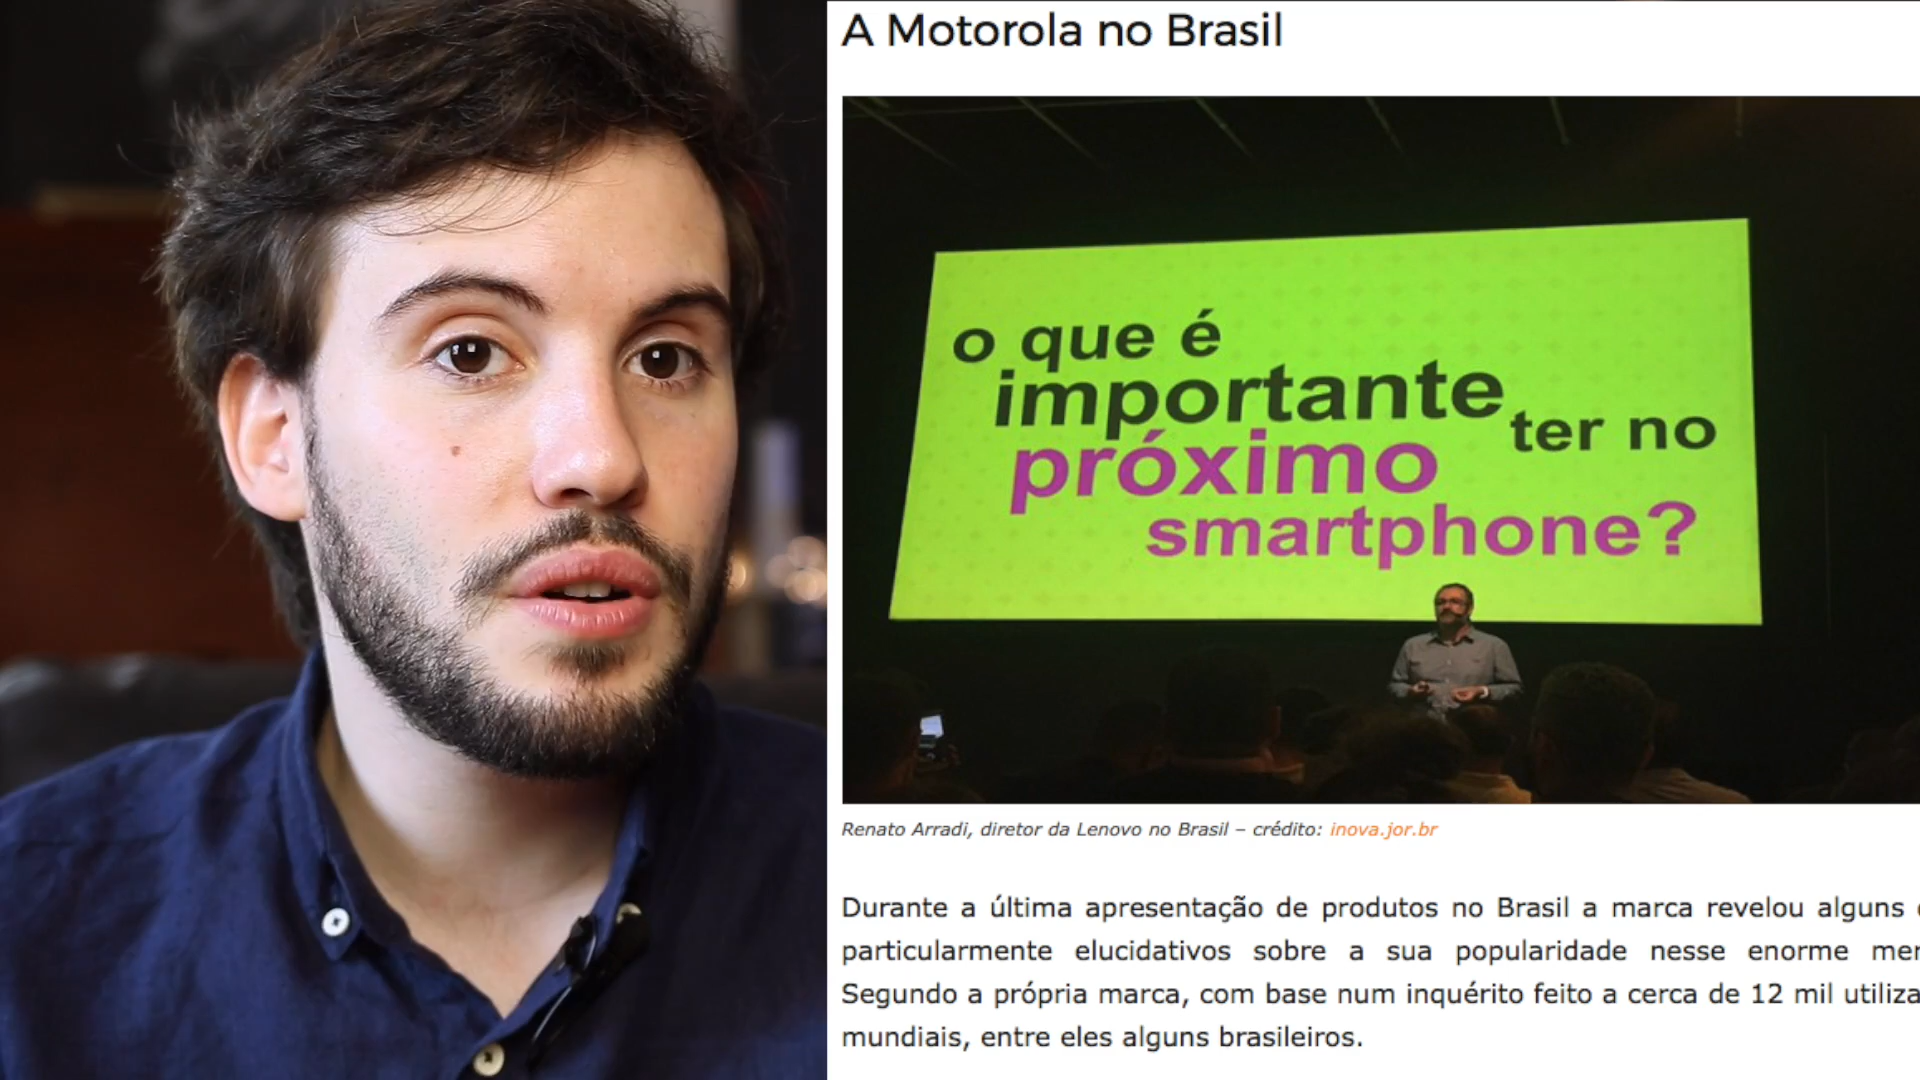 A Motorola no Brasil
o que é
importante ter no
próximo
smartphone?
Renato Arradi, diretor da Lenovo no Brasil – crédito: inova.jor.br
Durante a última apresentação de produtos no Brasil a marca revelou alguns
particularmente elucidativos sobre a sua popularidade nesse enorme
Segundo a própria marca, com base num inquérito feito a cerca de 12 mil
mundiais, entre eles alguns brasileiros.